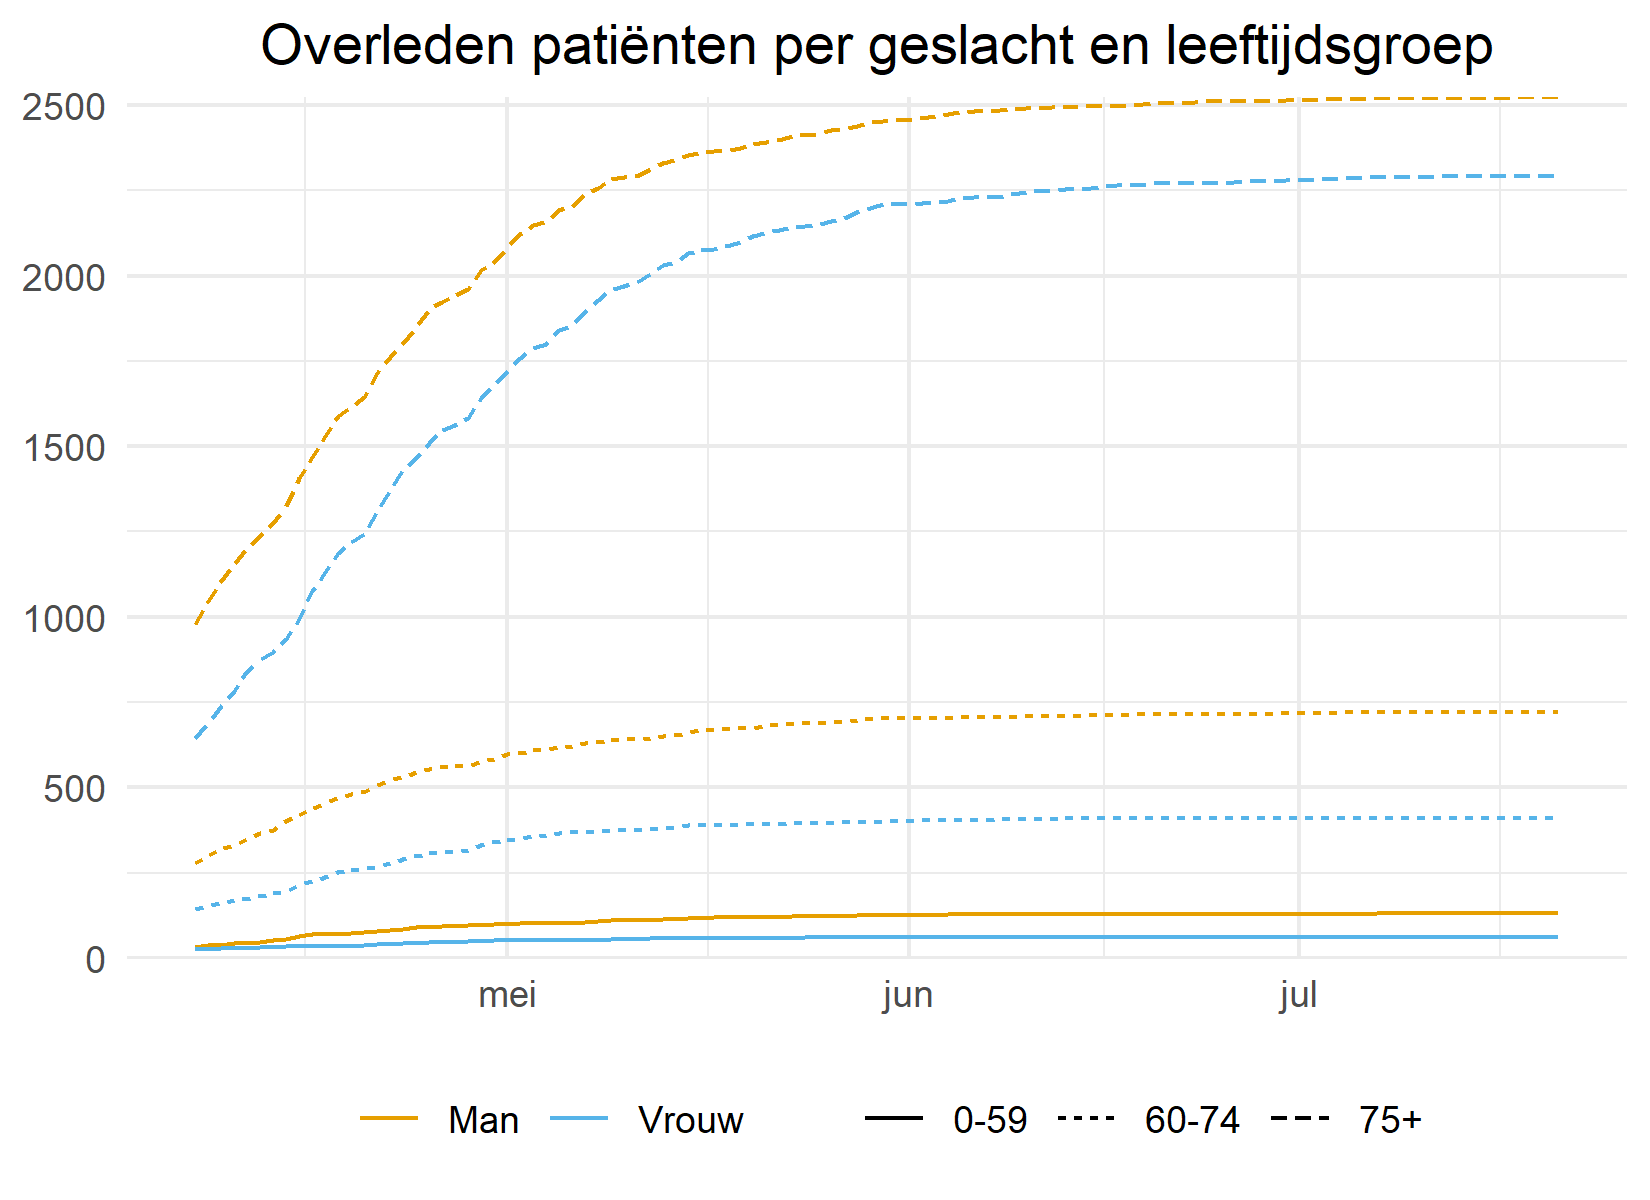 Overleden patiënten per geslacht en leeftijdsgroep
2500
2000
1500
1000
500
0
mei jun jul
Man Vrouw 0-59 60-74 75+